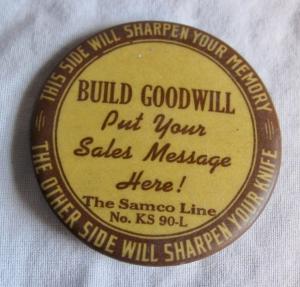 THIS SIDE WILL SHARPEN YOUR MEMORY
BUILD GOODWILL
Put Your
Sales Message
Here!
The Samco Line
No. KS 90-L
THE OTHER SIDE WILL SHARPEN YOUR KNIFE